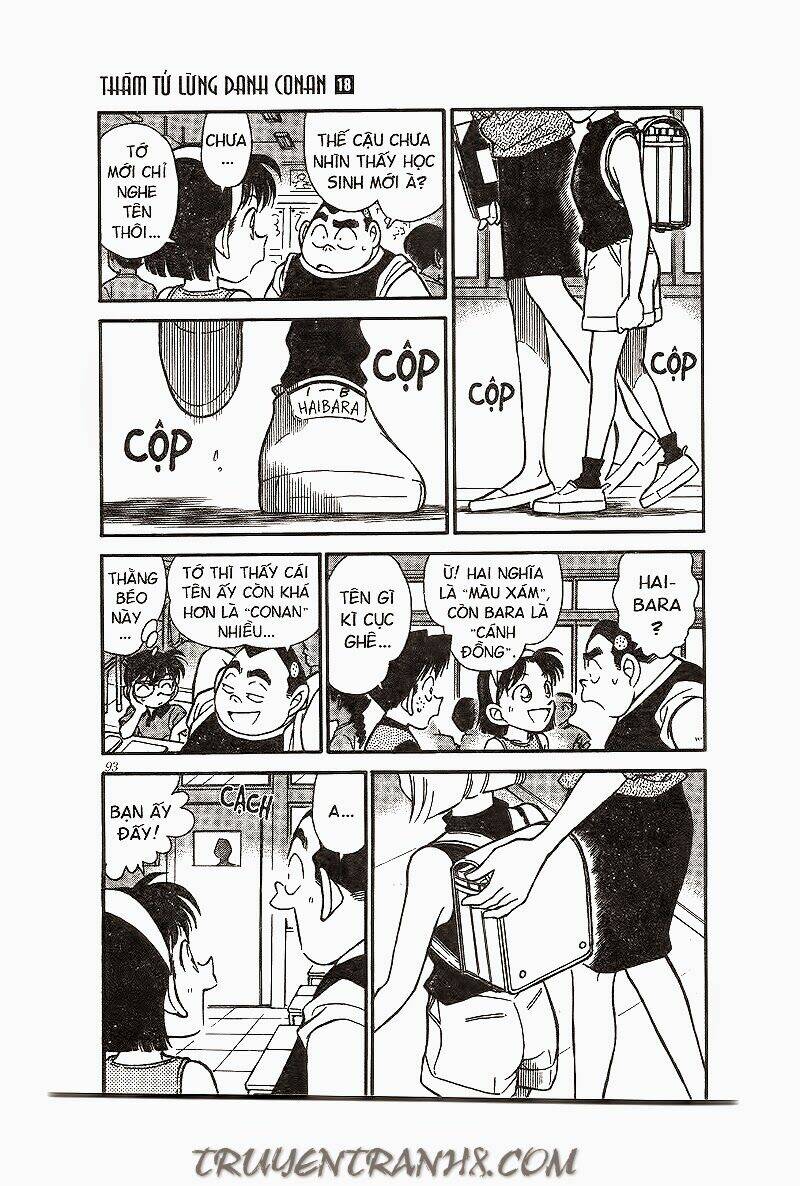 THÁM TỬ LỪNG DANH CONAN 18
TỚ
MỚI CHỈ
NGHE
TÊN
THÔI...
CHƯA
...
THẾ CẬU CHƯA
NHÌN THẤY HỌC
SINH MỚI À?
CỘP
CỘP
CỘP
1-B
HAIBARA
CỘP
THẰNG
BÉO
NÀY
...
TỚ THÌ THẤY CÁI
TÊN ẤY CÒN KHÁ
HƠN LÀ "CONAN"
NHIỀU...
TÊN GÌ
KÌ CỤC
GHÊ...
Ừ! HAI NGHĨA
LÀ "MÀU XÁM",
CÒN BARA LÀ
"CÁNH
ĐỒNG".
HAI-
BARA
?
93
BẠN ẤY
ĐẤY!
CẠCH
A...
TRUYENTRANH8.COM